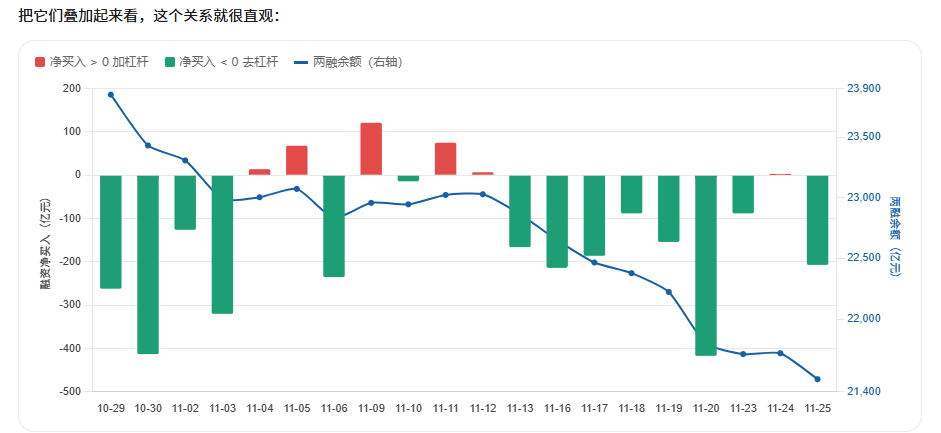 把它们叠加起来看，这个关系就很直观：
净买入 > 0 加杠杆 净买入 < 0 去杠杆 两融余额（右轴）
200 23,900
100 23,500
0 23,000
-100
-200 22,500
-300 22,000
-400
-500 21,400
融资净买入（亿元）
两融余额（亿元）
10-29 10-30 11-02 11-03 11-04 11-05 11-06 11-09 11-10 11-11 11-12 11-13 11-16 11-17 11-18 11-19 11-20 11-23 11-24 11-25